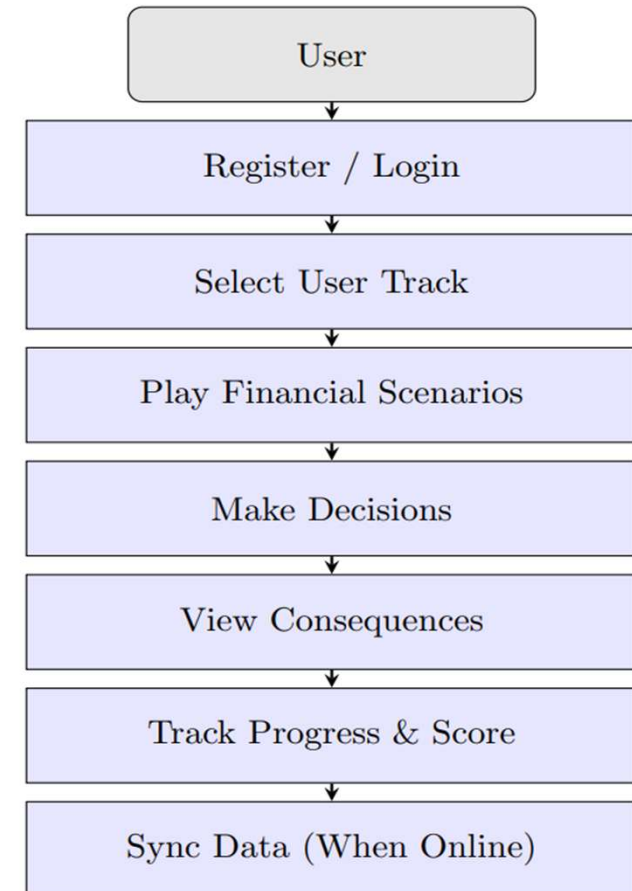 User
Register / Login
Select User Track
Play Financial Scenarios
Make Decisions
View Consequences
Track Progress & Score
Sync Data (When Online)